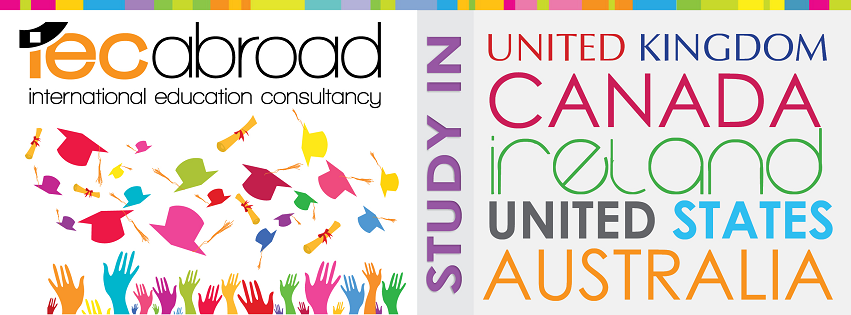 iecabroad
international education consultancy
STUDY IN
UNITED KINGDOM
CANADA
ireland
UNITED STATES
AUSTRALIA